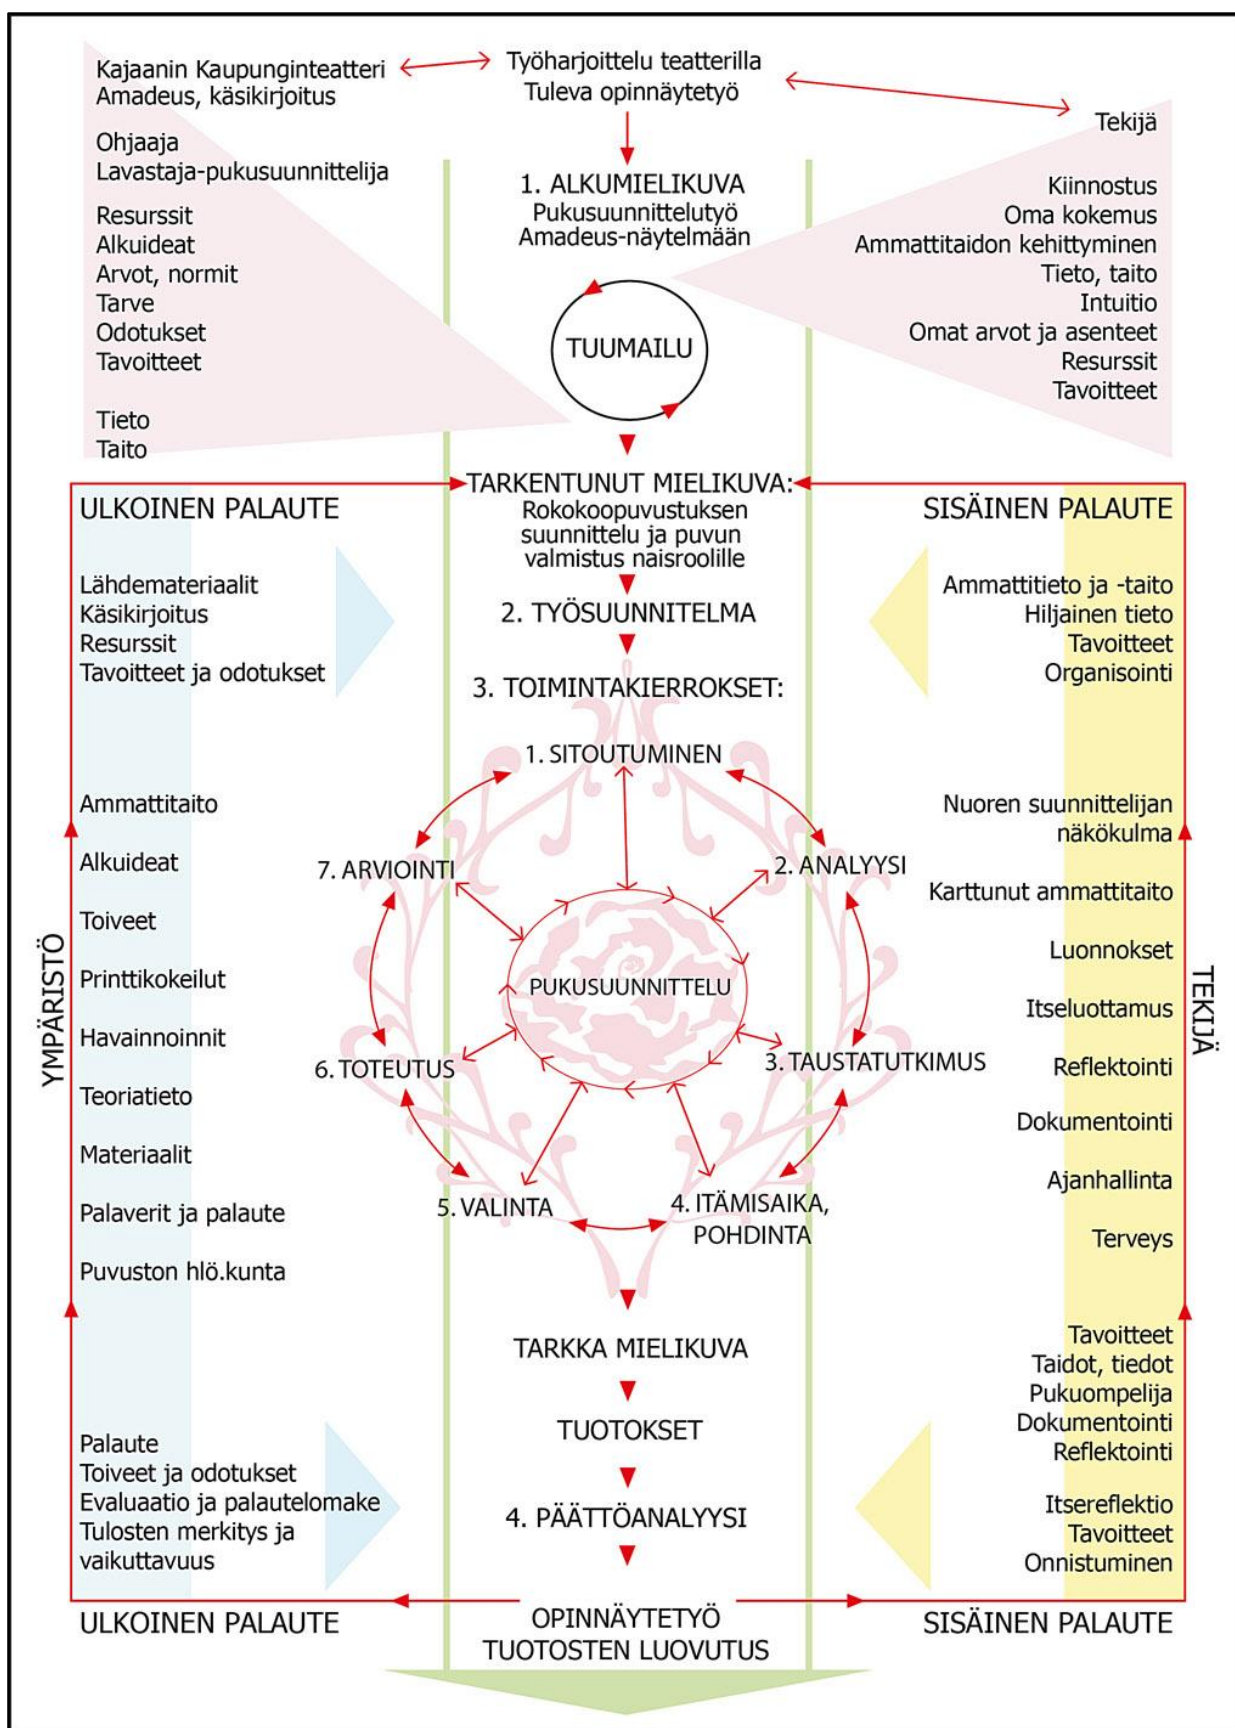 Kajaanin Kaupunginteatteri
Amadeus, käsikirjoitus
Ohjaaja
Lavastaja-pukusuunnittelija
Resurssit
Alkuideat
Arvot, normit
Tarve
Odotukset
Tavoitteet
Tieto
Taito
Työharjoittelu teatterilla
Tuleva opinnäytetyö
1. ALKUMIELIKUVA
Pukusuunnittelutyö
Amadeus-näytelmään
TUUMAILU
Tekijä
Kiinnostus
Oma kokemus
Ammattitaidon kehittyminen
Tieto, taito
Intuitio
Omat arvot ja asenteet
Resurssit
Tavoitteet
TARKENTUNUT MIELIKUVA:
Rokokoopuvustuksen
suunnittelu ja puvun
valmistus naisroolille
2. TYÖSUUNNITELMA
3. TOIMINTAKIERROKSET:
1. SITOUTUMINEN
2. ANALYYSI
3. TAUSTATUTKIMUS
4. ITÄMISAIKA,
POHDINTA
5. VALINTA
6. TOTEUTUS
7. ARVIOINTI
PUKUSUUNNITTELU
TARKKA MIELIKUVA
TUOTOKSET
4. PÄÄTTÖANALYYSI
OPINNÄYTETYÖ
TUOTOSTEN LUOVUTUS
YMPÄRISTÖ
ULKOINEN PALAUTE
Lähdemateriaalit
Käsikirjoitus
Resurssit
Tavoitteet ja odotukset
Ammattitaito
Alkuideat
Toiveet
Printtikokeilut
Havainnoinnit
Teoriatieto
Materiaalit
Palaverit ja palaute
Puvuston hlö.kunta
Palaute
Toiveet ja odotukset
Evaluaatio ja palautelomake
Tulosten merkitys ja
vaikuttavuus
ULKOINEN PALAUTE
SISÄINEN PALAUTE
Ammattitieto ja -taito
Hiljainen tieto
Tavoitteet
Organisointi
Nuoren suunnittelijan
näkökulma
Karttunut ammattitaito
Luonnokset
Itseluottamus
Reflektointi
Dokumentointi
Ajanhallinta
Terveys
Tavoitteet
Taidot, tiedot
Pukuompelija
Dokumentointi
Reflektointi
Itsereflektio
Tavoitteet
Onnistuminen
SISÄINEN PALAUTE
TEKIJÄ